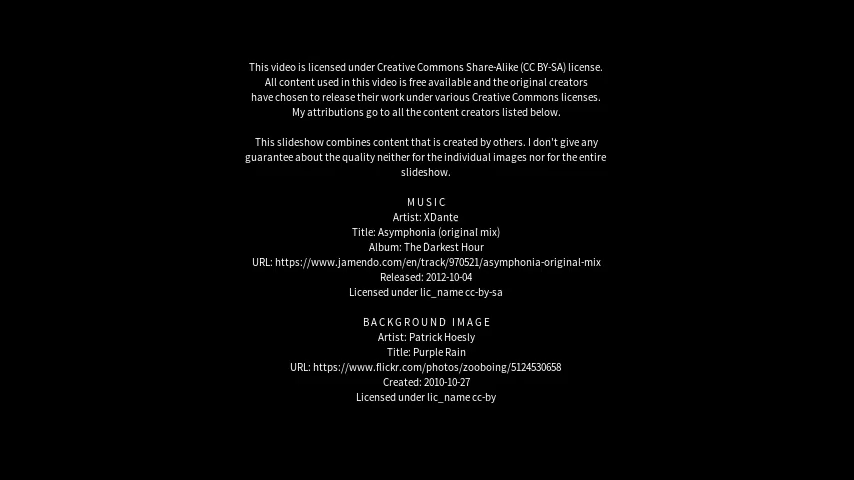 This video is licensed under Creative Commons Share-Alike (CC BY-SA) license.
All content used in this video is free available and the original creators
have chosen to release their work under various Creative Commons licenses.
My attributions go to all the content creators listed below.
This slideshow combines content that is created by others. I don't give any
guarantee about the quality neither for the individual images nor for the entire
slideshow.
MUSIC
Artist: XDante
Title: Asymphonia (original mix)
Album: The Darkest Hour
URL: https://www.jamendo.com/en/track/970521/asymphonia-original-mix
Released: 2012-10-04
Licensed under lic_name cc-by-sa
BACKGROUND IMAGE
Artist: Patrick Hoesly
Title: Purple Rain
URL: https://www.flickr.com/photos/zooboing/5124530658
Created: 2010-10-27
Licensed under lic_name cc-by